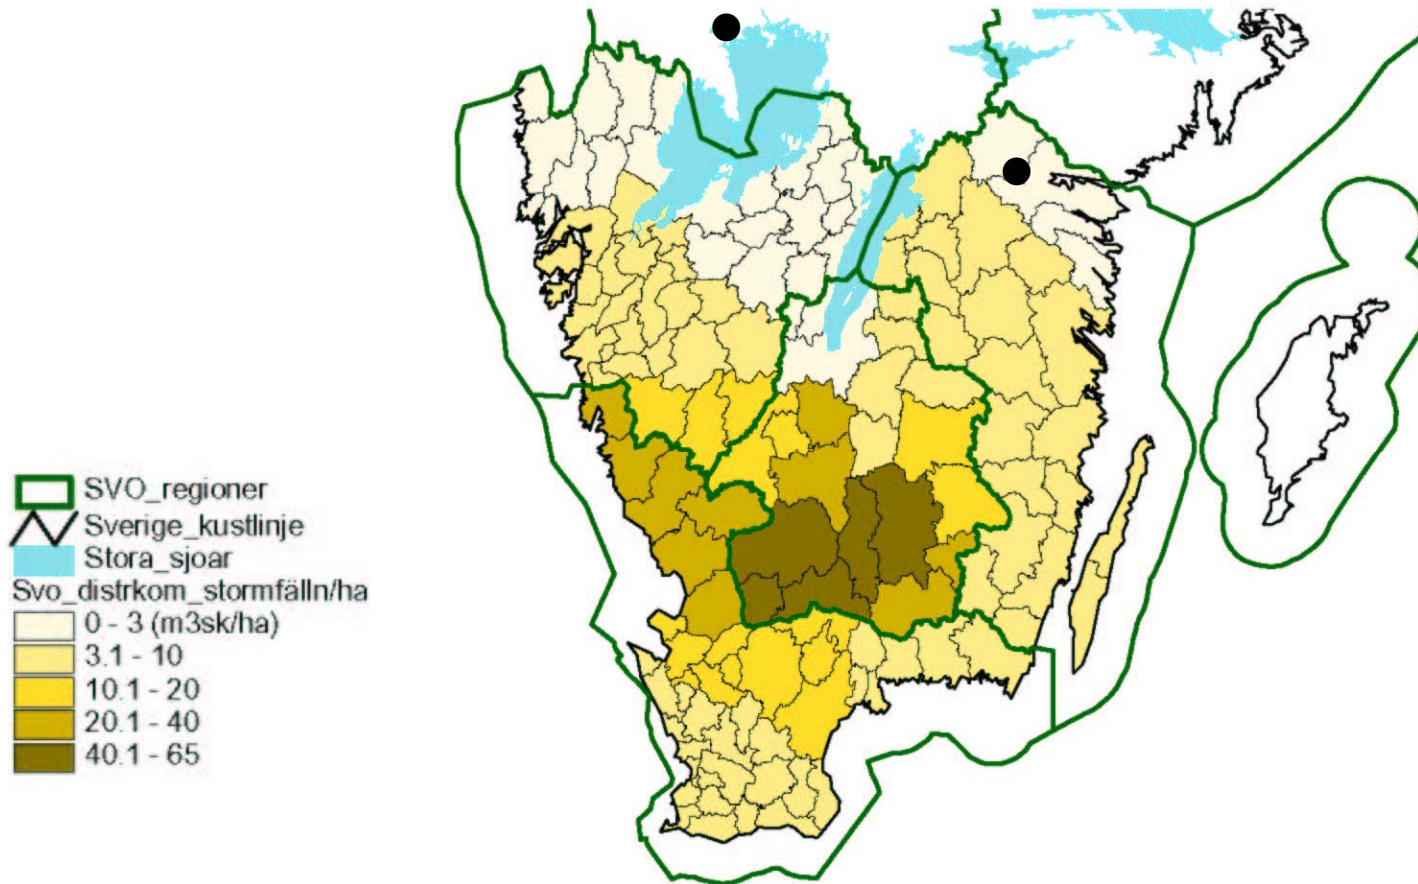 SVO_regioner
Sverige_kustlinje
Stora_sjoar
Svo_distrkom_stormfälln/ha
0 - 3 (m3sk/ha)
3.1 - 10
10.1 - 20
20.1 - 40
40.1 - 65